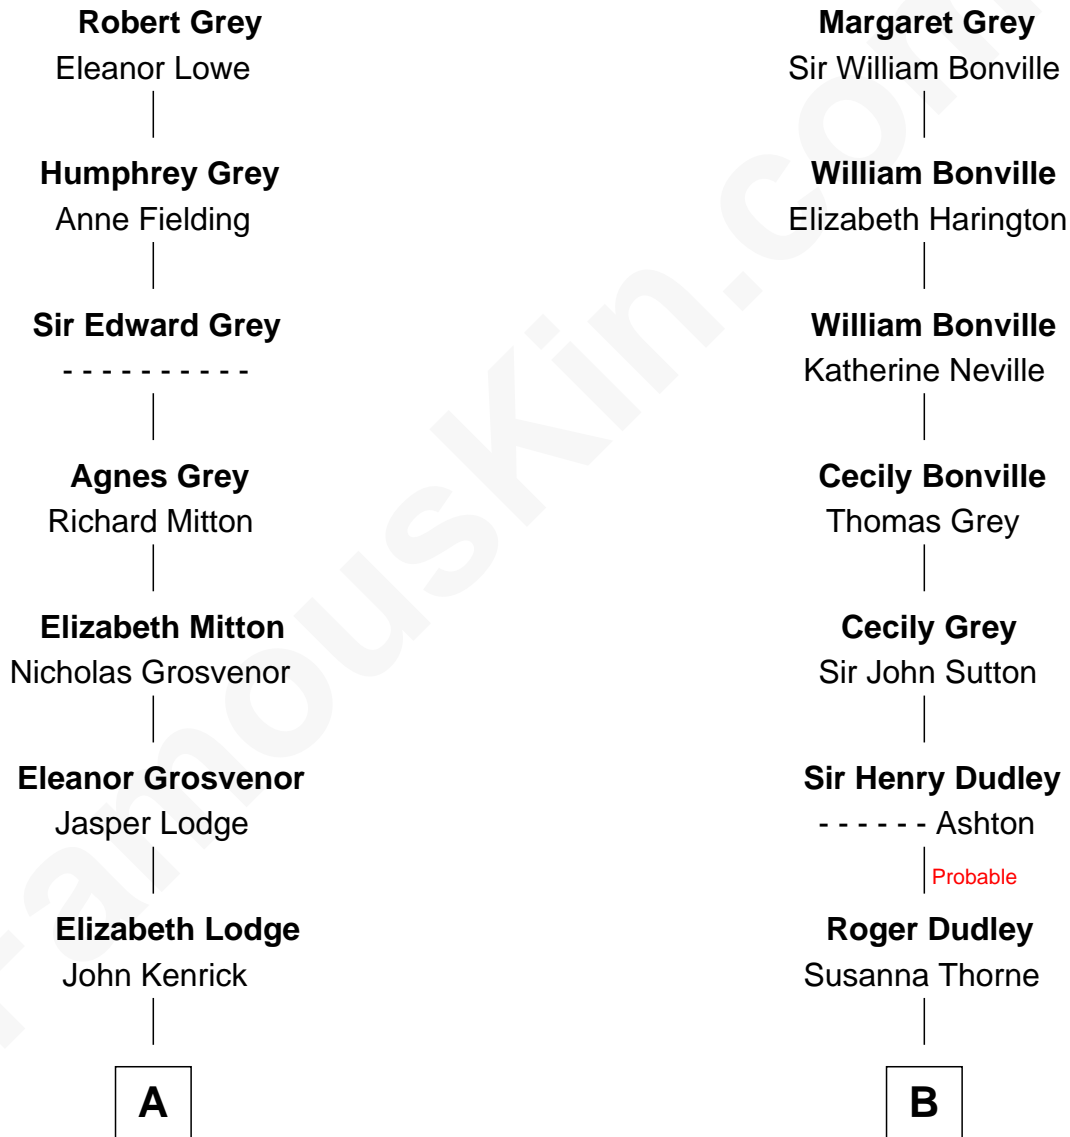 Robert Grey
Eleanor Lowe
Humphrey Grey
Anne Fielding
Sir Edward Grey
- - - - - - - - - -
Agnes Grey
Richard Mitton
Elizabeth Mitton
Nicholas Grosvenor
Eleanor Grosvenor
Jasper Lodge
Elizabeth Lodge
John Kenrick
A
Margaret Grey
Sir William Bonville
William Bonville
Elizabeth Harington
William Bonville
Katherine Neville
Cecily Bonville
Thomas Grey
Cecily Grey
Sir John Sutton
Sir Henry Dudley
- - - - - - Ashton
Probable
Roger Dudley
Susanna Thorne
B
FamousKin.com